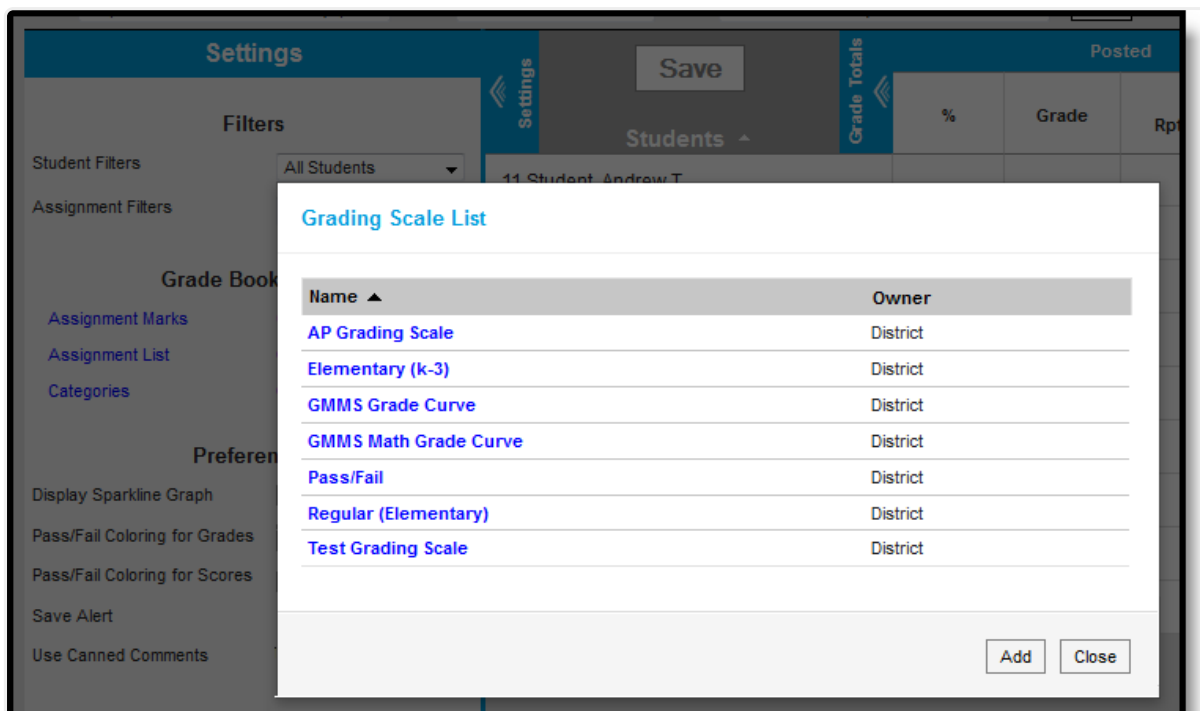 Settings
Filters
Student Filters
All Students
Assignment Filters
Grade Book
Assignment Marks
Assignment List
Categories
Preferen
Display Sparkline Graph
Pass/Fail Coloring for Grades
Pass/Fail Coloring for Scores
Save Alert
Use Canned Comments
Settings
Save
Students
Grade Totals
Posted
%
Grade
Rpt
11 Student, Andrew T
Grading Scale List
Name ▲ Owner
AP Grading Scale District
Elementary (k-3) District
GMMS Grade Curve District
GMMS Math Grade Curve District
Pass/Fail District
Regular (Elementary) District
Test Grading Scale District
Add Close